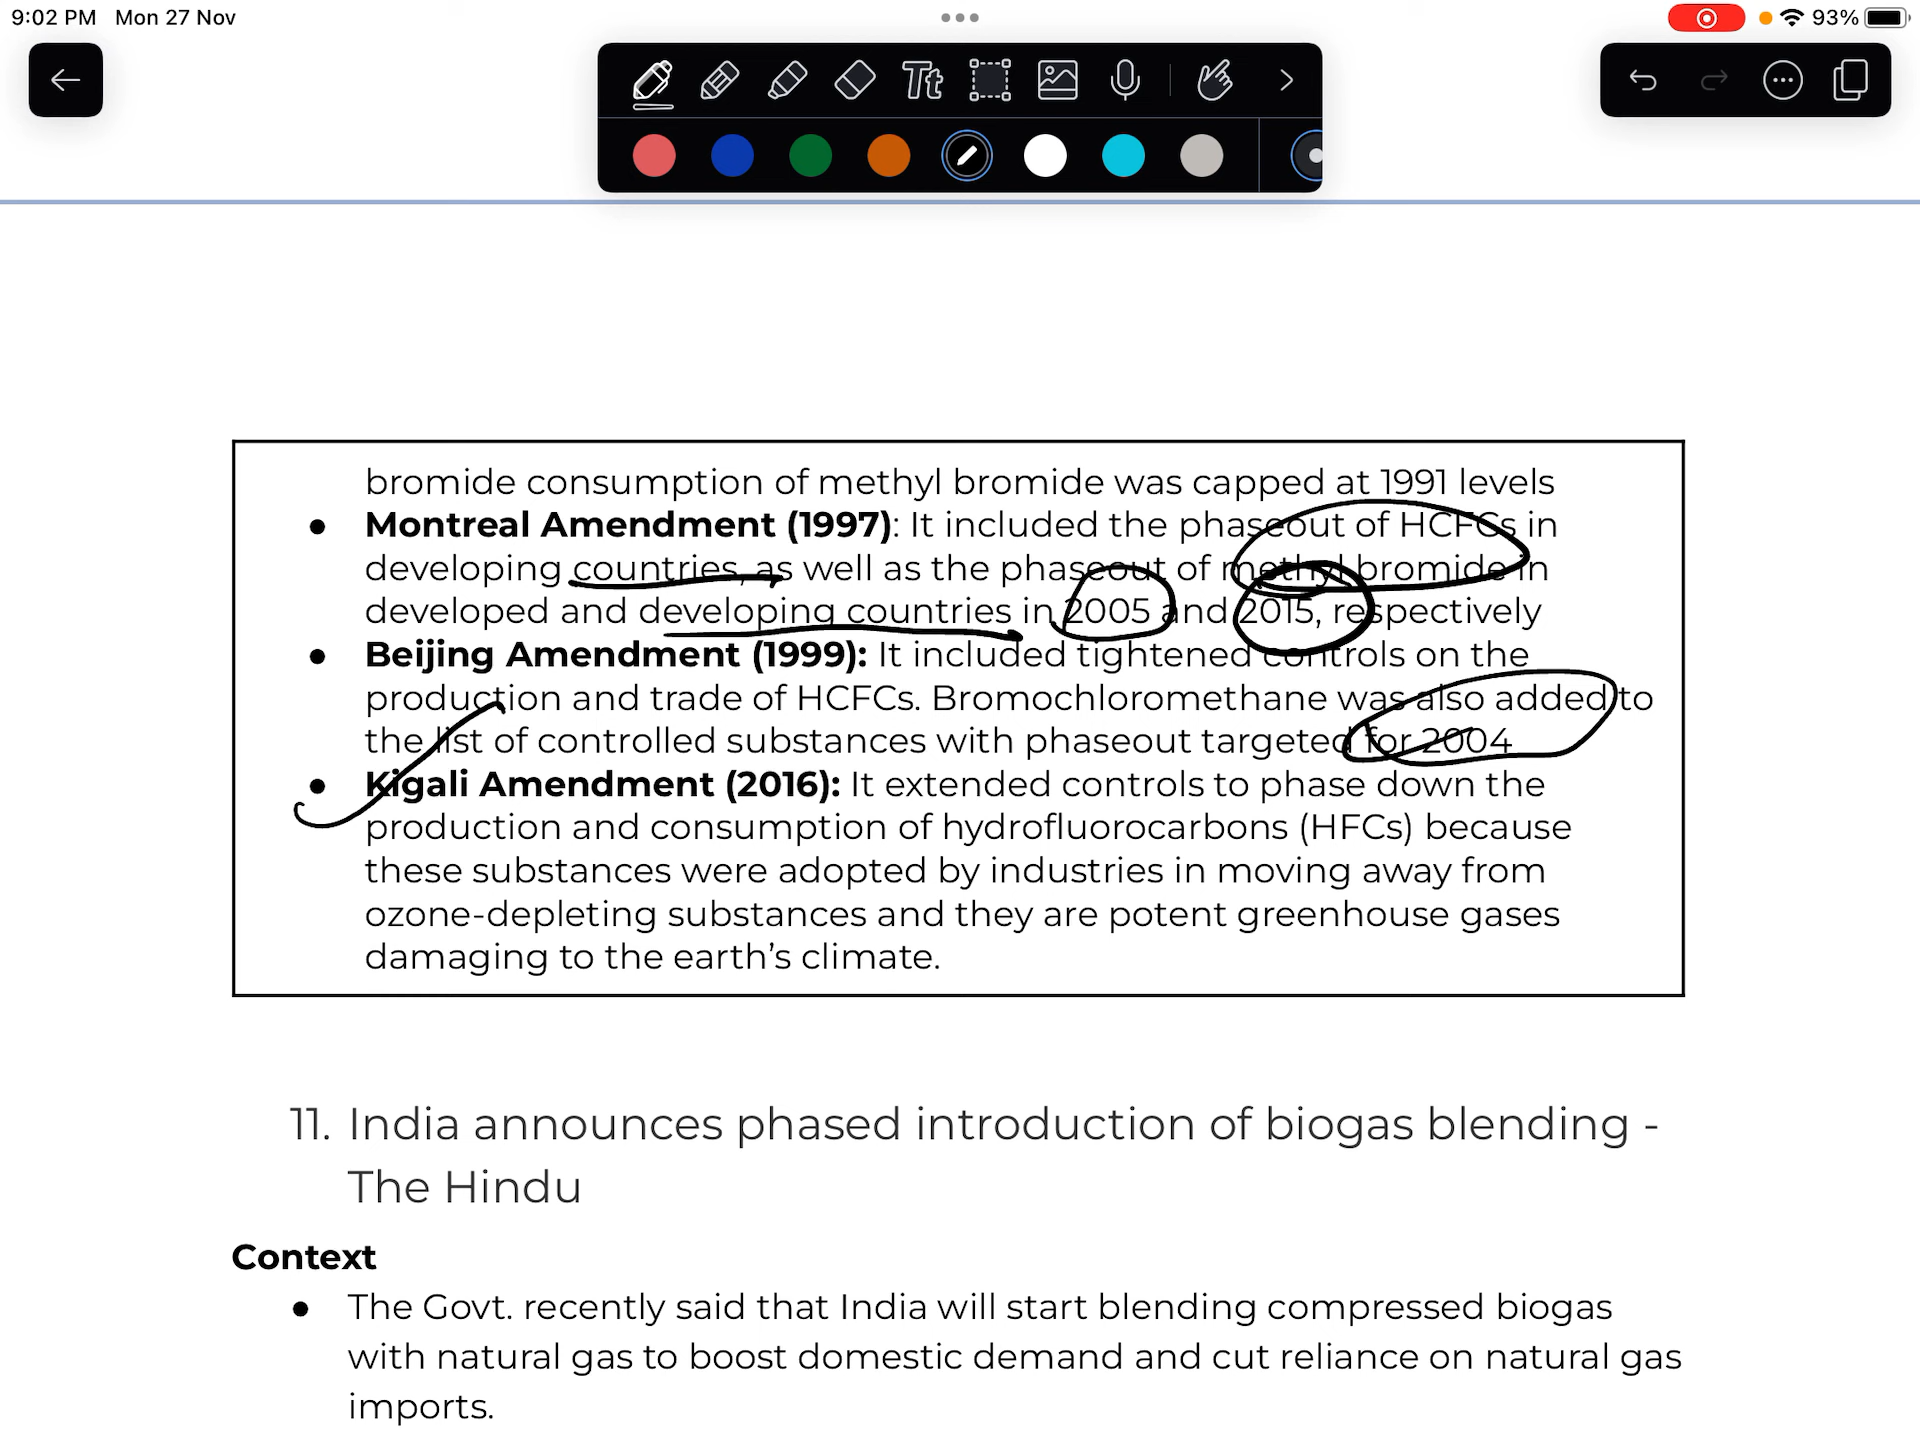 9:02 PM Mon 27 Nov
93%
Tt
bromide consumption of methyl bromide was capped at 1991 levels
● Montreal Amendment (1997): It included the phaseout of HCFCs in
developing countries, as well as the phaseout of methyl bromide in
developed and developing countries in 2005 and 2015, respectively
● Beijing Amendment (1999): It included tightened controls on the
production and trade of HCFCs. Bromochloromethane was also added to
the list of controlled substances with phaseout targeted for 2004
● Kigali Amendment (2016): It extended controls to phase down the
production and consumption of hydrofluorocarbons (HFCs) because
these substances were adopted by industries in moving away from
ozone-depleting substances and they are potent greenhouse gases
damaging to the earth’s climate.
11. India announces phased introduction of biogas blending -
The Hindu
Context
● The Govt. recently said that India will start blending compressed biogas
with natural gas to boost domestic demand and cut reliance on natural gas
imports.